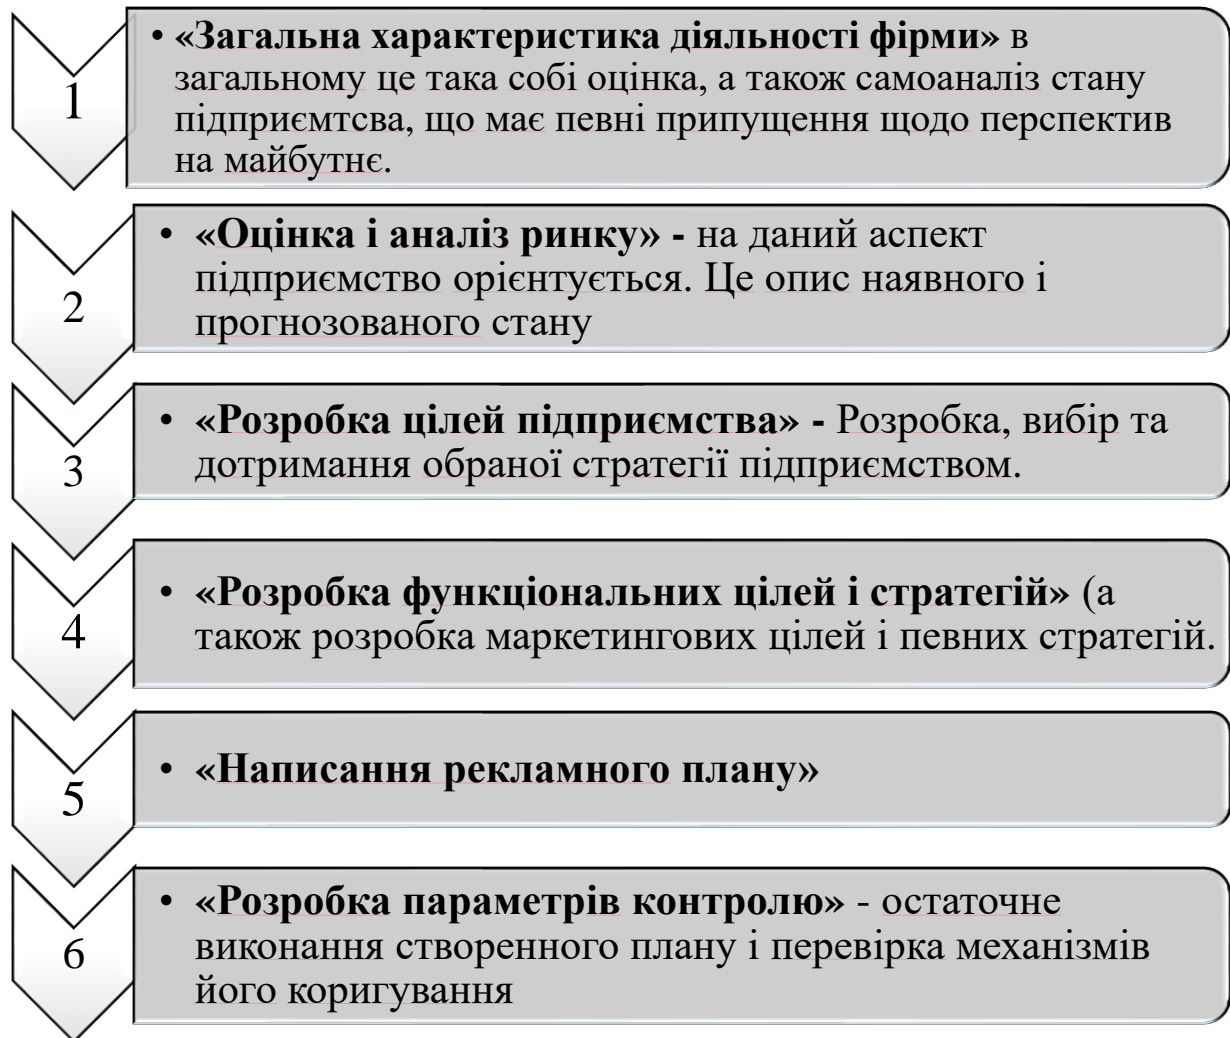 1
• «Загальна характеристика діяльності фірми» в
загальному це така собі оцінка, а також самоаналіз стану
підприємтсва, що має певні припущення щодо перспектив
на майбутнє.
2
• «Оцінка і аналіз ринку» - на даний аспект
підприємство орієнтується. Це опис наявного і
прогнозованого стану
3
• «Розробка цілей підприємства» - Розробка, вибір та
дотримання обраної стратегії підприємством.
4
• «Розробка функціональних цілей і стратегій» (а
також розробка маркетингових цілей і певних стратегій.
5
• «Написання рекламного плану»
6
• «Розробка параметрів контролю» - остаточне
виконання створенного плану і перевірка механізмів
його коригування